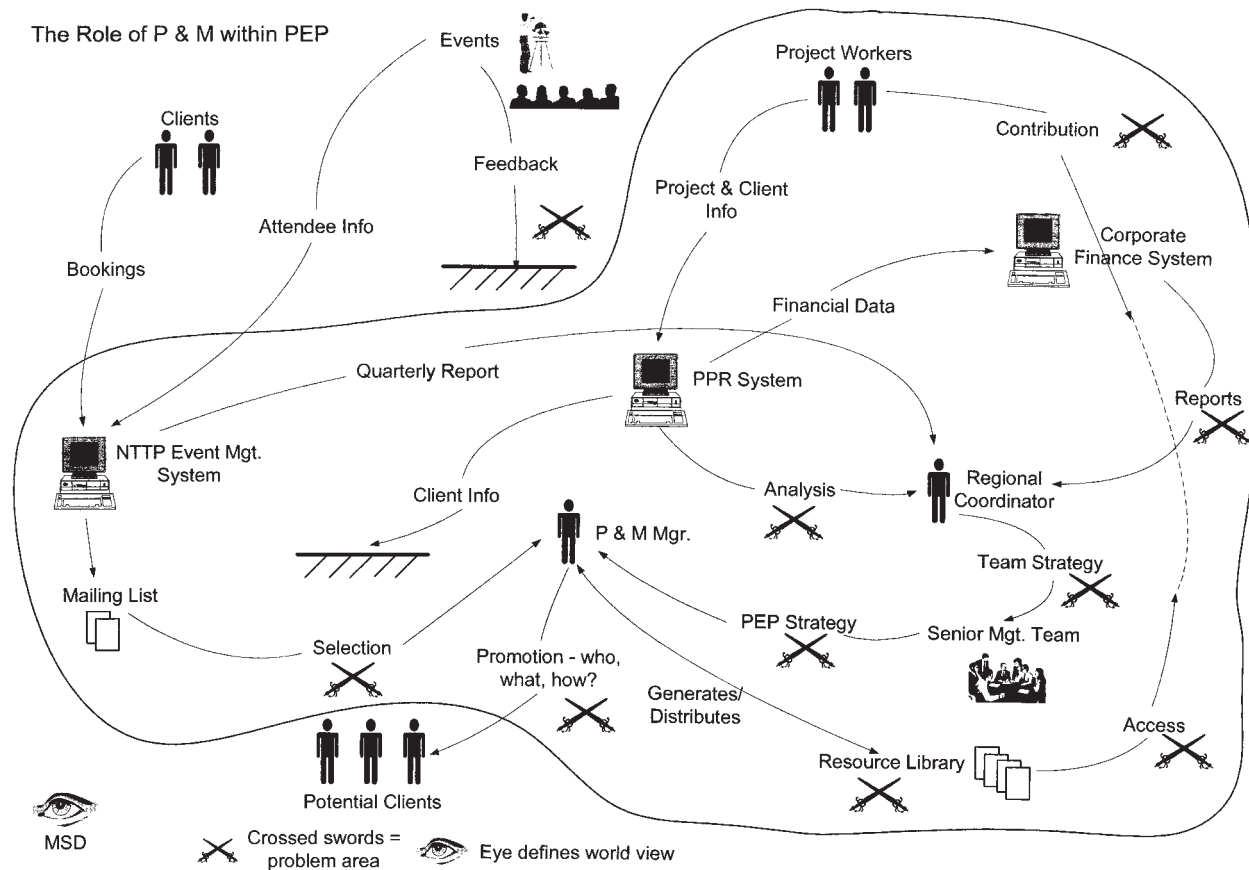 The Role of P & M within PEP
Events
Project Workers
Clients
Contribution
Feedback
Project & Client
Info
Attendee Info
Corporate
Finance System
Bookings
Financial Data
Quarterly Report
PPR System
Reports
NTTP Event Mgt.
System
Regional
Coordinator
Analysis
Client Info
P & M Mgr.
Team Strategy
Mailing List
PEP Strategy
Senior Mgt. Team
Selection
Promotion - who,
what, how?
Generates/
Distributes
Access
Resource Library
Potential Clients
MSD
Crossed swords =
problem area
Eye defines world view